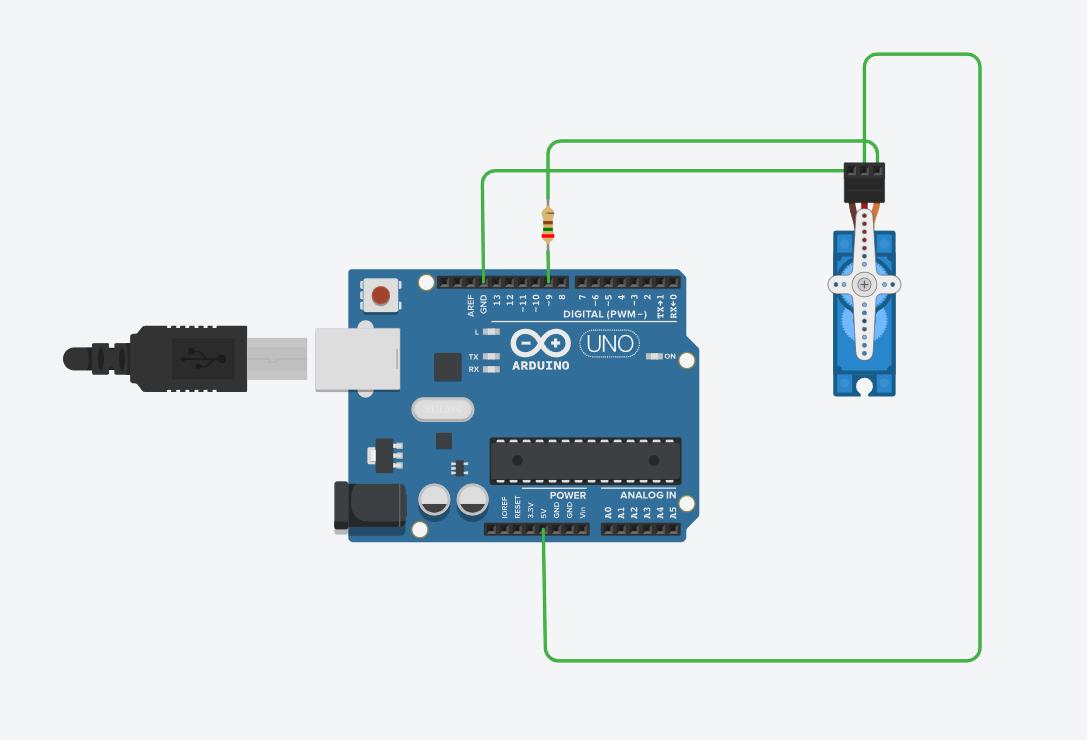 AREF
GND
13
12
~11
~10
~9
8
7
~6
~5
4
~3
2
TX→1
RX←0
DIGITAL (PWM~)
L
TX
RX
ARDUINO
UNO
ON
POWER
ANALOG IN
IOREF
RESET
3.3V
5V
GND
GND
Vin
A0
A1
A2
A3
A4
A5